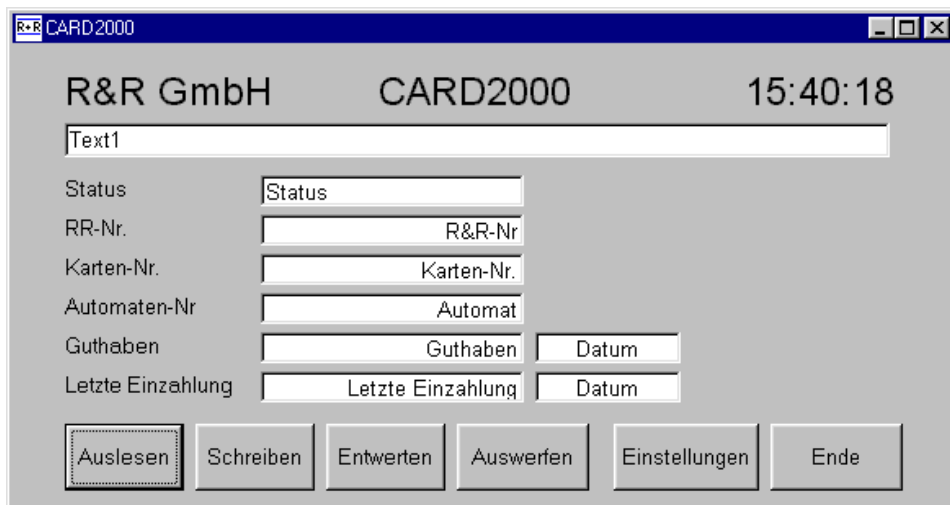 R+R CARD2000
R&R GmbH CARD2000 15:40:18
Text1
Status Status
RR-Nr. R&R-Nr
Karten-Nr. Karten-Nr.
Automaten-Nr Automat
Guthaben Guthaben Datum
Letzte Einzahlung Letzte Einzahlung Datum
Auslesen Schreiben Entwerten Auswerfen Einstellungen Ende